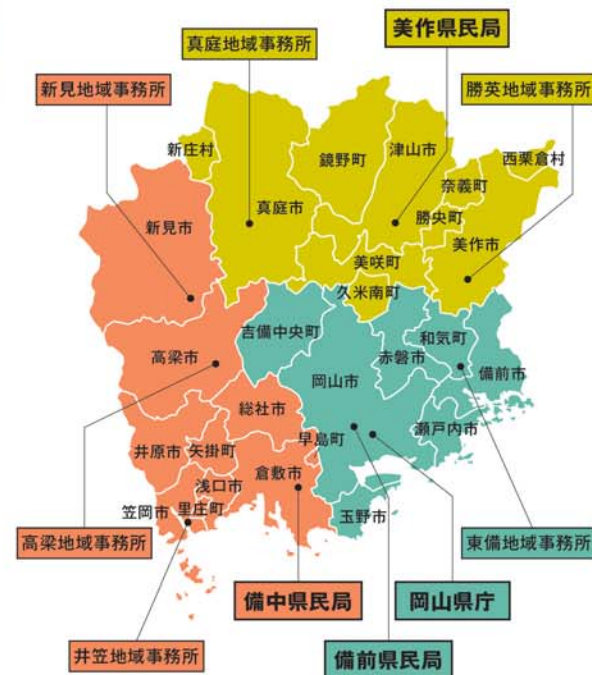 美作県民局
真庭地域事務所
新見地域事務所
勝英地域事務所
新庄村
鏡野町
津山市
西粟倉村
奈義町
真庭市
勝央町
新見市
美作市
美咲町
久米南町
吉備中央町
和気町
高梁市
赤磐市
備前市
岡山市
総社市
瀬戸内市
早島町
井原市
矢掛町
倉敷市
浅口市
笠岡市
里庄町
玉野市
高梁地域事務所
東備地域事務所
備中県民局
岡山県庁
井笠地域事務所
備前県民局